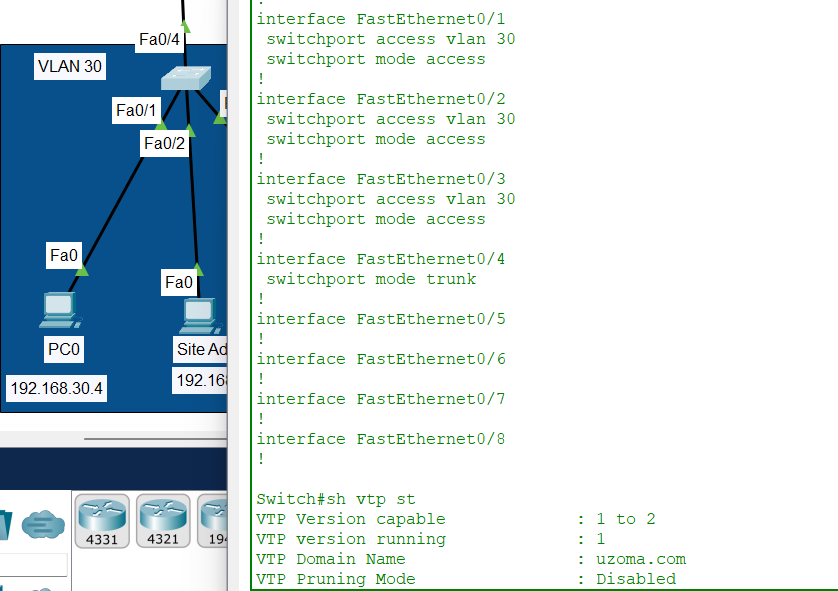 Fa0/4
VLAN 30
Fa0/1
Fa0/2
Fa0
Fa0
PC0
Site Ad
192.168.30.4
192.16
4331
4321
194
!
interface FastEthernet0/1
 switchport access vlan 30
 switchport mode access
!
interface FastEthernet0/2
 switchport access vlan 30
 switchport mode access
!
interface FastEthernet0/3
 switchport access vlan 30
 switchport mode access
!
interface FastEthernet0/4
 switchport mode trunk
!
interface FastEthernet0/5
!
interface FastEthernet0/6
!
interface FastEthernet0/7
!
interface FastEthernet0/8
!
Switch#sh vtp st
VTP Version capable : 1 to 2
VTP version running : 1
VTP Domain Name : uzoma.com
VTP Pruning Mode : Disabled